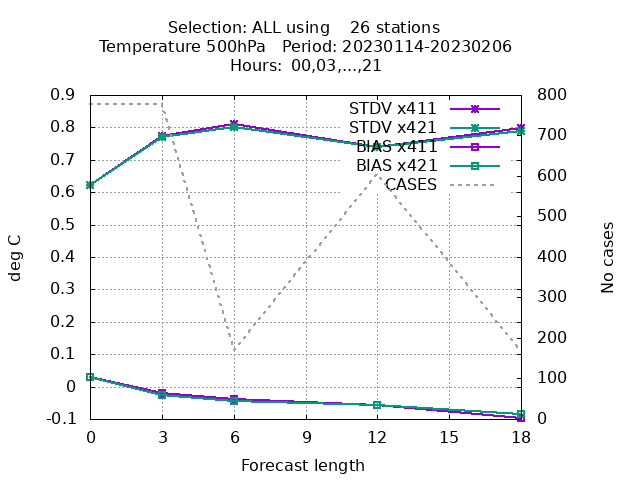 Selection: ALL using    26 stations
Temperature 500hPa   Period: 20230114-20230206
Hours:  00,03,...,21
0.9
0.8
0.7
0.6
0.5
0.4
0.3
0.2
0.1
0
-0.1
deg C
STDV x411
STDV x421
BIAS x411
BIAS x421
CASES
800
700
600
500
400
300
200
100
0
No cases
0 3 6 9 12 15 18
Forecast length